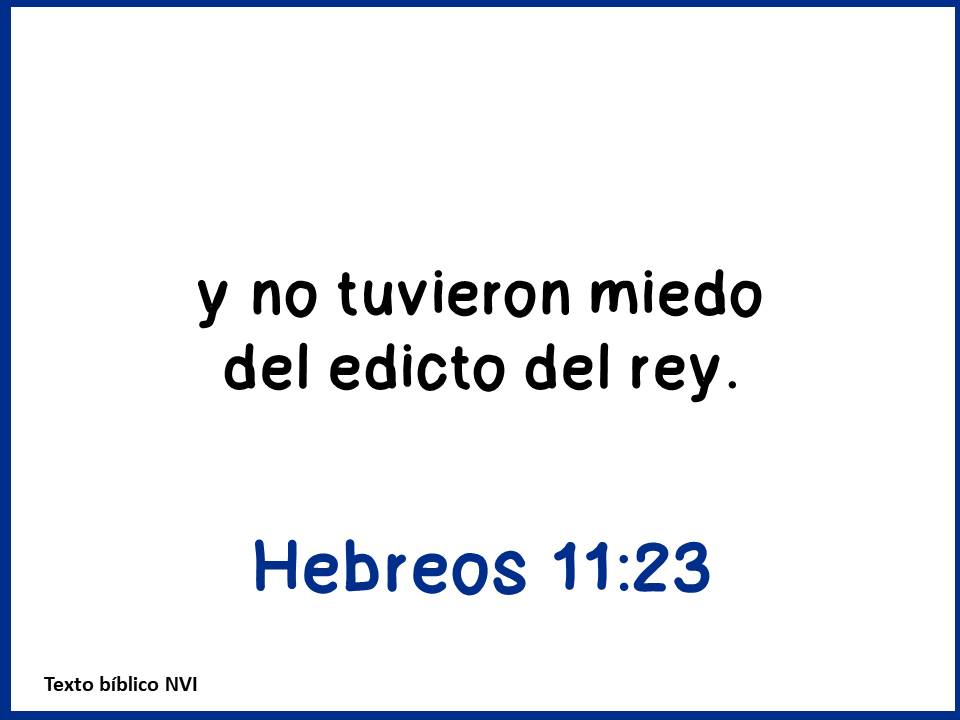 y no tuvieron miedo
del edicto del rey.
Hebreos 11:23
Texto bíblico NVI